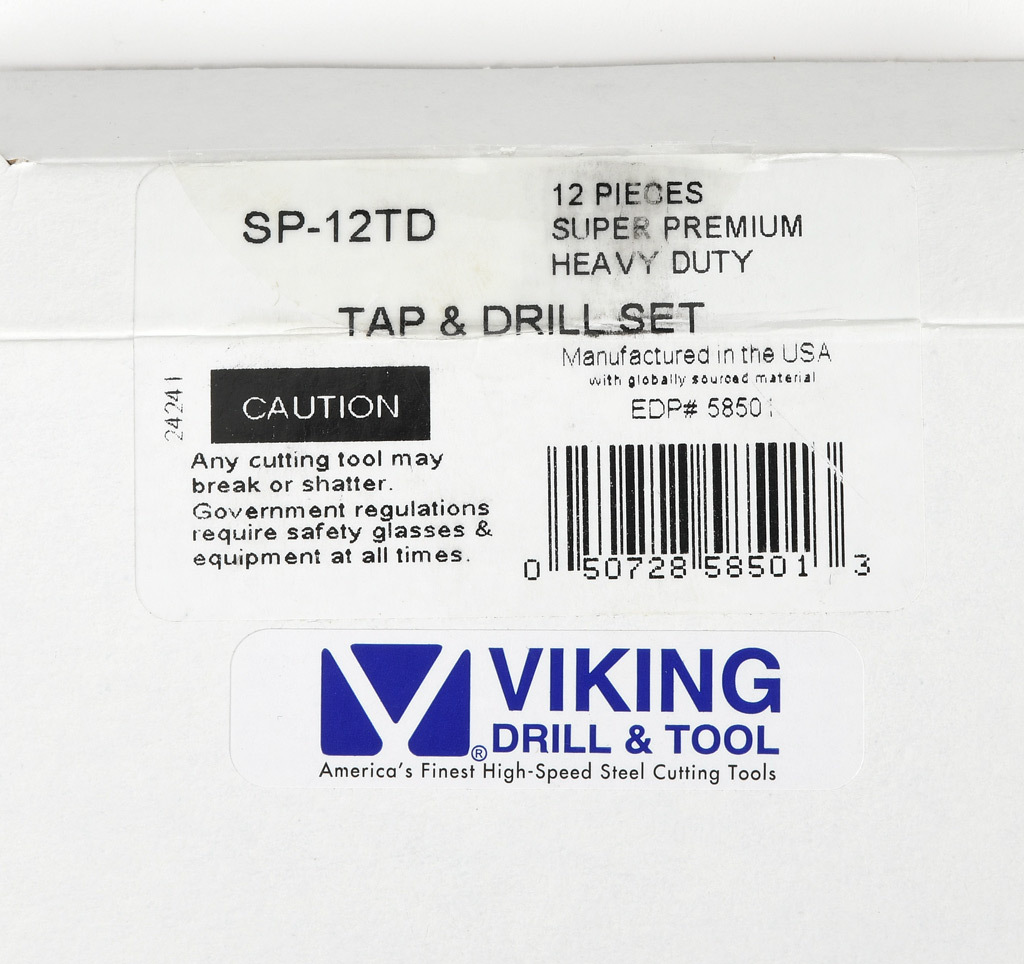 SP-12TD
12 PIECES
SUPER PREMIUM
HEAVY DUTY
TAP & DRILL SET
Manufactured in the USA
with globally sourced material
EDP# 58501
24241
CAUTION
Any cutting tool may
break or shatter.
Government regulations
require safety glasses &
equipment at all times.
0 50728 58501 3
VIKING
DRILL & TOOL
®
America's Finest High-Speed Steel Cutting Tools